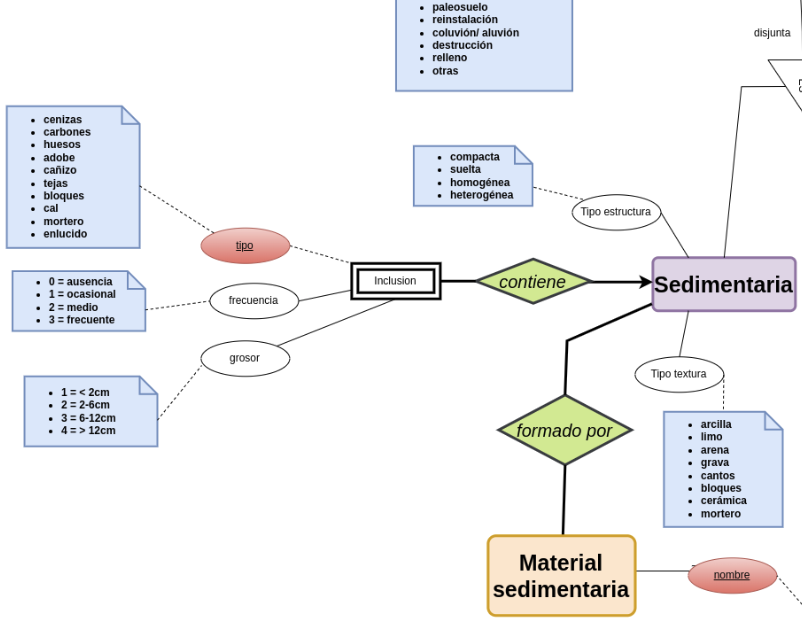 paleosuelo
reinstalación
coluvión/ aluvión
destrucción
relleno
otras
disjunta
cenizas
carbones
huesos
adobe
cañizo
tejas
bloques
cal
mortero
enlucido
compacta
suelta
homogénea
heterogénea
Tipo estructura
tipo
Inclusion
contiene
Sedimentaria
0 = ausencia
1 = ocasional
2 = medio
3 = frecuente
frecuencia
grosor
1 = < 2cm
2 = 2-6cm
3 = 6-12cm
4 = > 12cm
Tipo textura
formado por
arcilla
limo
arena
grava
cantos
bloques
cerámica
mortero
Material
sedimentaria
nombre